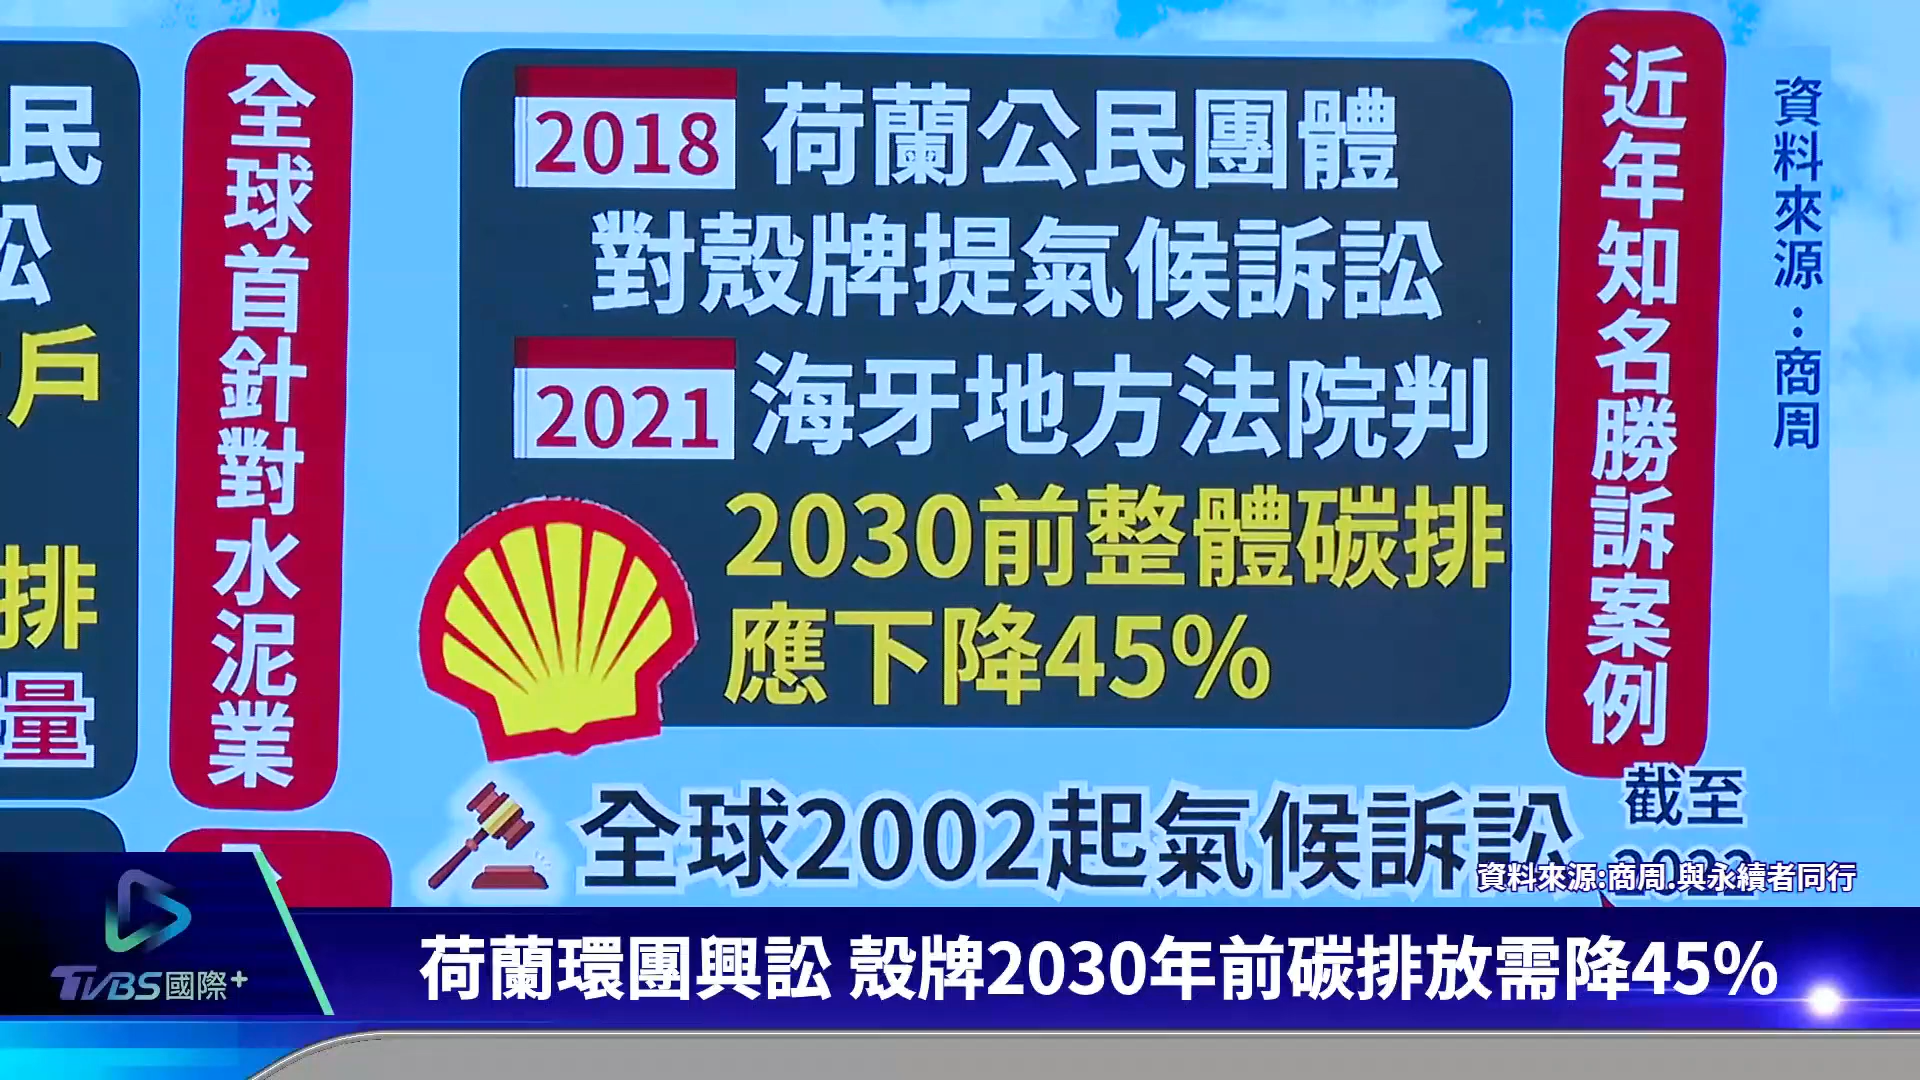 資料來源：商周
近年知名勝訴案例
2018 荷蘭公民團體
對殼牌提氣候訴訟
2021 海牙地方法院判
2030前整體碳排
應下降45%
全球2002起氣候訴訟
截至
全球首針對水泥業
民
訟
戶
排
量
資料來源:商周.與永續者同行
荷蘭環團興訟 殼牌2030年前碳排放需降45%
TVBS國際+